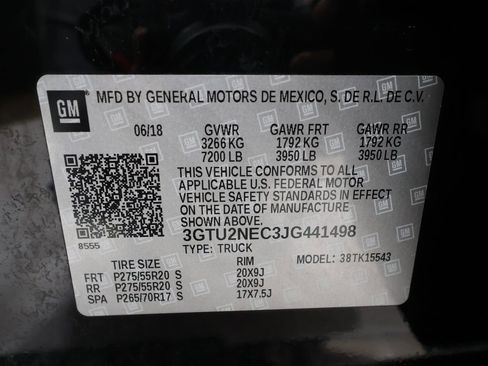 GM MFD BY GENERAL MOTORS DE MEXICO, S. DE R.L. DE C.V.
06/18 GVWR GAWR FRT GAWR RR
3266 KG 1792 KG 1792 KG
7200 LB 3950 LB 3950 LB
THIS VEHICLE CONFORMS TO ALL
APPLICABLE U.S. FEDERAL MOTOR
VEHICLE SAFETY STANDARDS IN EFFECT
ON THE DATE OF MANUFACTURE
SHOWN ABOVE.
8555 3GTU2NEC3JG441498
TYPE: TRUCK
TIRE SIZE RIM MODEL: 38TK15543
FRT P275/55R20 S 20X9J
RR P275/55R20 S 20X9J
SPA P265/70R17 S 17X7.5J